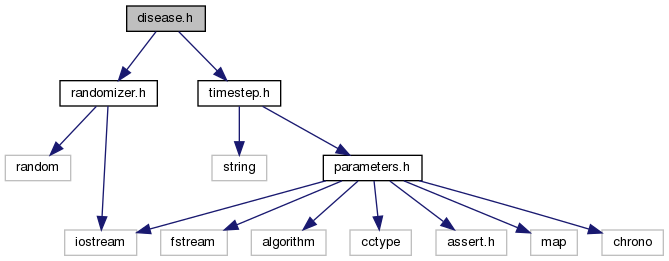 disease.h
randomizer.h
timestep.h
random
string
parameters.h
iostream
fstream
algorithm
cctype
assert.h
map
chrono